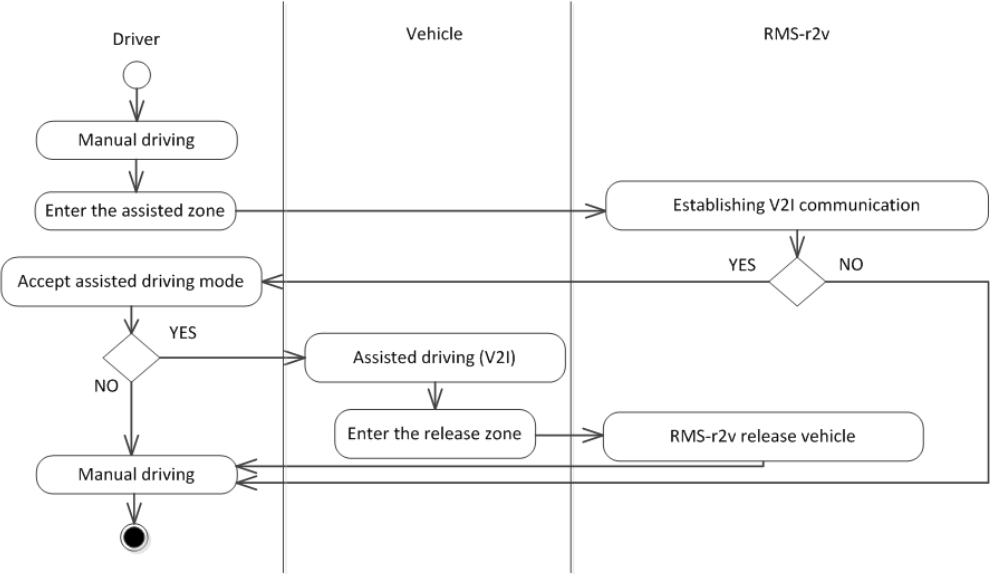 Driver
Vehicle
RMS-r2v
Manual driving
Enter the assisted zone
Establishing V2I communication
YES
NO
Accept assisted driving mode
YES
NO
Assisted driving (V2I)
Enter the release zone
RMS-r2v release vehicle
Manual driving